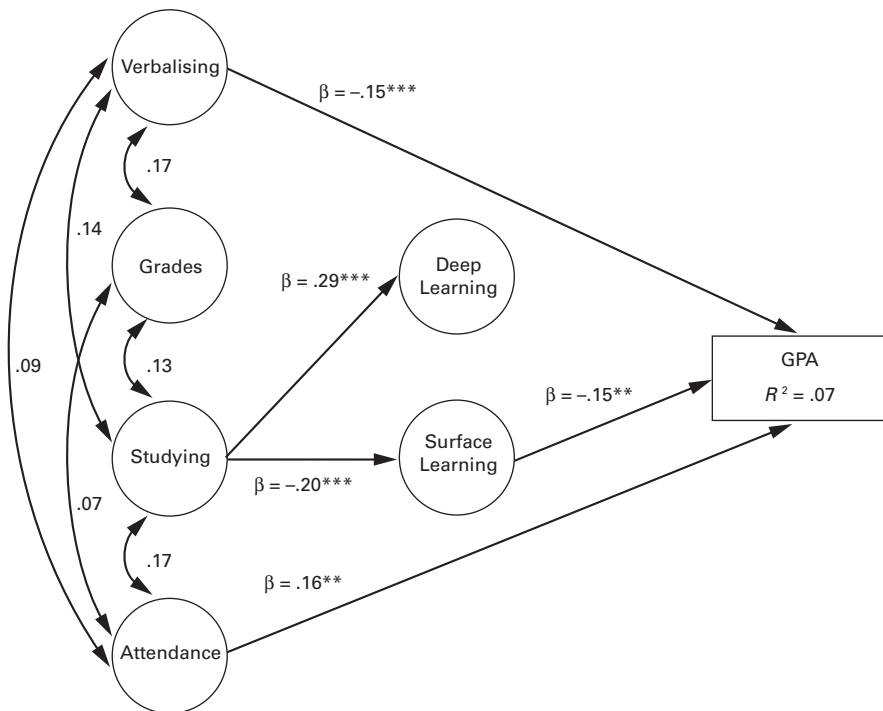 Verbalising
β = –.15***
.17
.14
Grades
Deep
Learning
β = .29***
GPA
R² = .07
.09
.13
β = –.15**
Studying
Surface
Learning
β = –.20***
.07
.17
β = .16**
Attendance